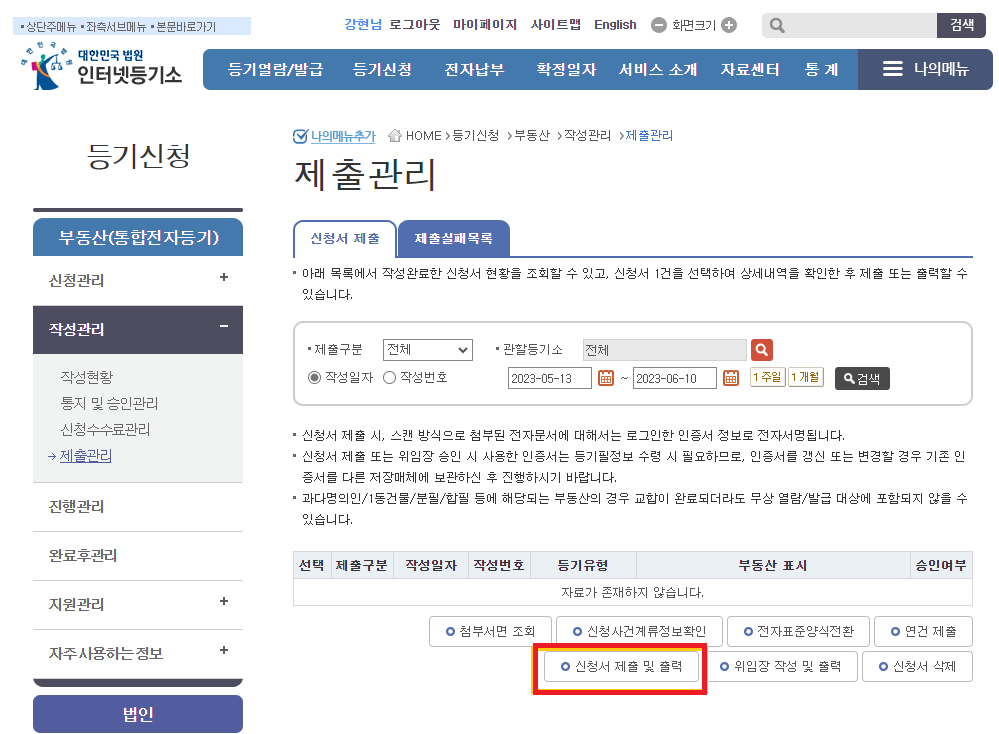 ▪상단주메뉴 ▪좌측서브메뉴 ▪본문바로가기
강현님 로그아웃 마이페이지 사이트맵 English 화면크기 검색
대한민국 법원
인터넷등기소
등기열람/발급 등기신청 전자납부 확정일자 서비스 소개 자료센터 통 계 나의메뉴
나의메뉴추가 HOME > 등기신청 > 부동산 > 작성관리 > 제출관리
등기신청
제출관리
부동산(통합전자등기)
신청관리 +
작성관리 −
작성현황
통지 및 승인관리
신청수수료관리
→ 제출관리
진행관리
완료후관리
지원관리 +
자주사용하는정보 +
법인
신청서 제출 제출실패목록
▪ 아래 목록에서 작성완료한 신청서 현황을 조회할 수 있고, 신청서 1건을 선택하여 상세내역을 확인한 후 제출 또는 출력할 수
있습니다.
▪제출구분 전체 ▪관할등기소 전체
작성일자 작성번호 2023-05-13 ~ 2023-06-10 1주일 1개월 검색
▪ 신청서 제출 시, 스캔 방식으로 첨부된 전자문서에 대해서는 로그인한 인증서 정보로 전자서명됩니다.
▪ 신청서 제출 또는 위임장 승인 시 사용한 인증서는 등기필정보 수령 시 필요하므로, 인증서를 갱신 또는 변경할 경우 기존 인
증서를 다른 저장매체에 보관하신 후 진행하시기 바랍니다.
▪ 과다명의인/1동건물/분필/합필 등에 해당되는 부동산의 경우 교합이 완료되더라도 무상 열람/발급 대상에 포함되지 않을 수
있습니다.
선택 제출구분 작성일자 작성번호 등기유형 부동산 표시 승인여부
자료가 존재하지 않습니다.
첨부서면 조회 신청사건계류정보확인 전자표준양식전환 연건 제출
신청서 제출 및 출력 위임장 작성 및 출력 신청서 삭제